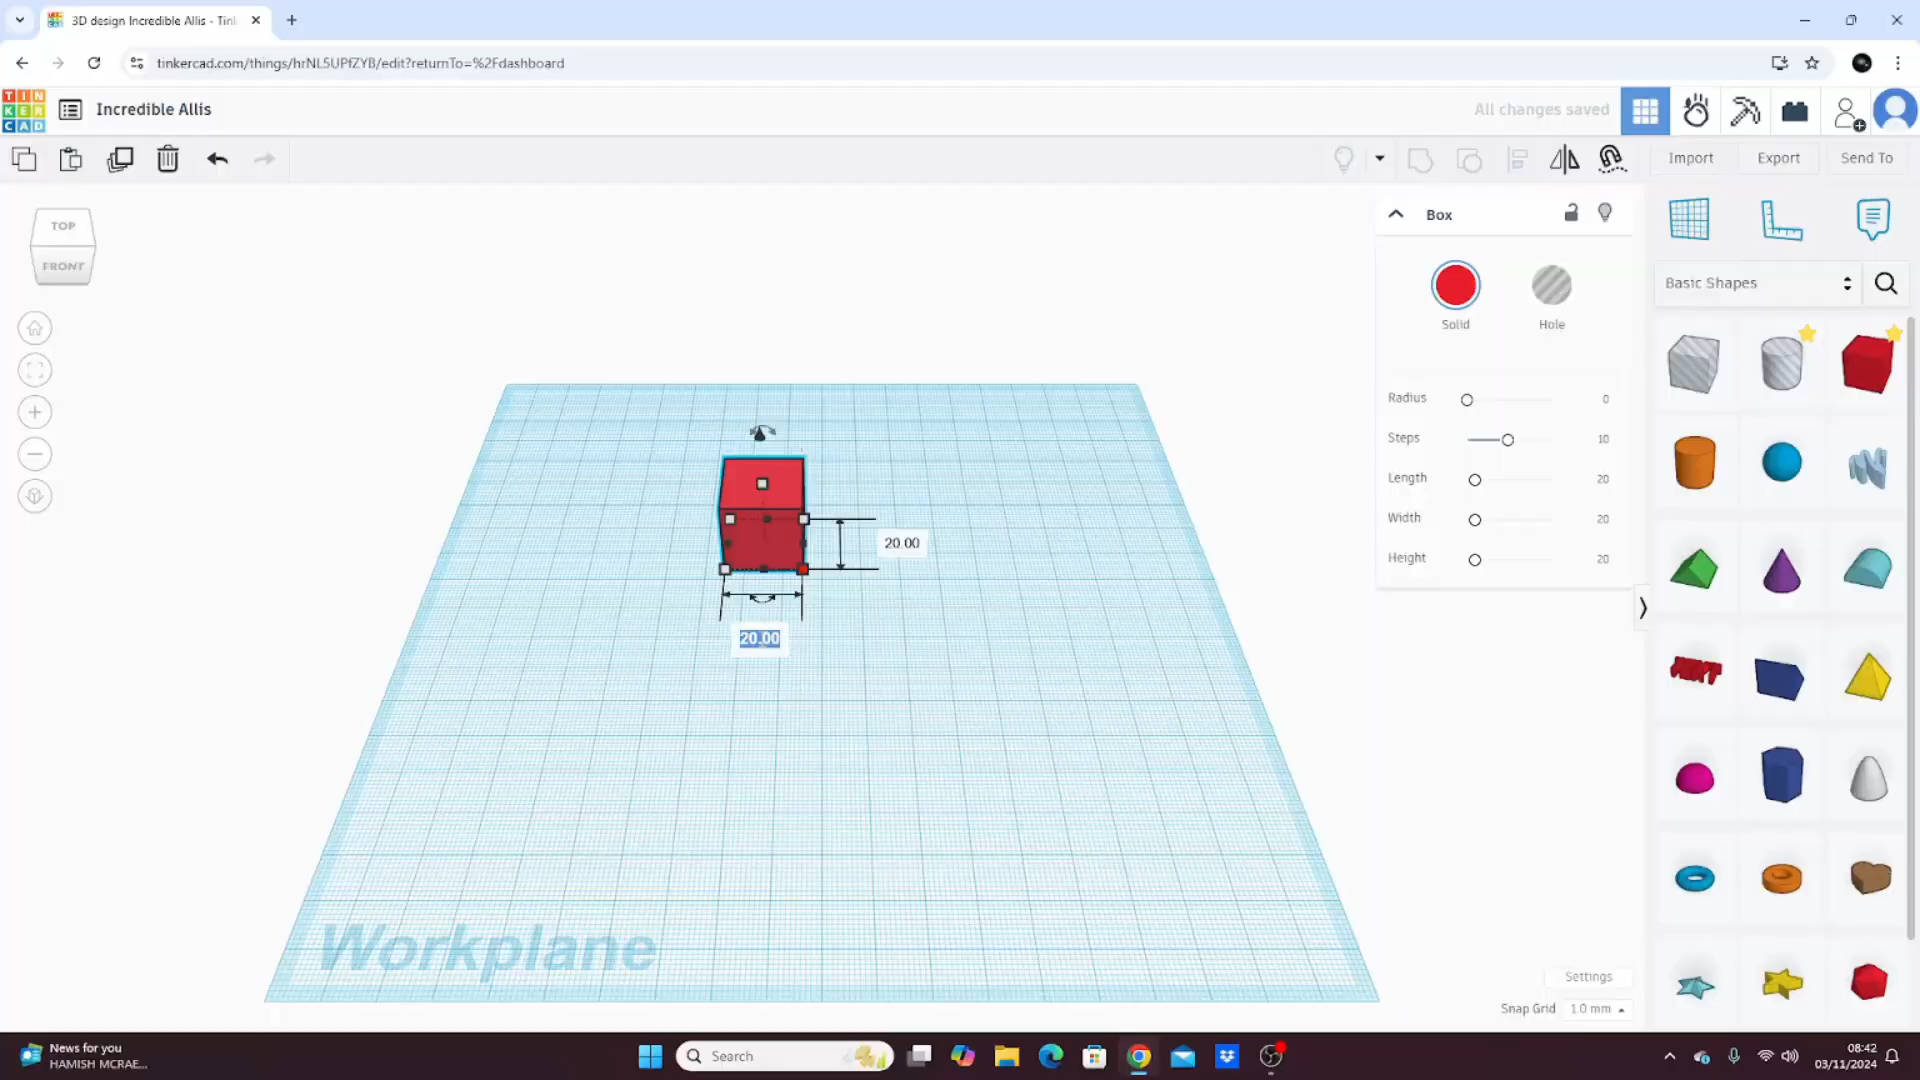 3D design Incredible Allis - Tin
tinkercad.com/things/hrNL5UPfZYB/edit?returnTo=%2Fdashboard
TIN
KER
CAD
Incredible Allis
All changes saved
Import
Export
Send To
TOP
FRONT
Box
Solid
Hole
Basic Shapes
Radius
0
Steps
10
Length
20
Width
20
Height
20
20.00
20.00
TEXT
Workplane
Settings
Snap Grid
1.0 mm
News for you
HAMISH MCRAE...
Search
08:42
03/11/2024